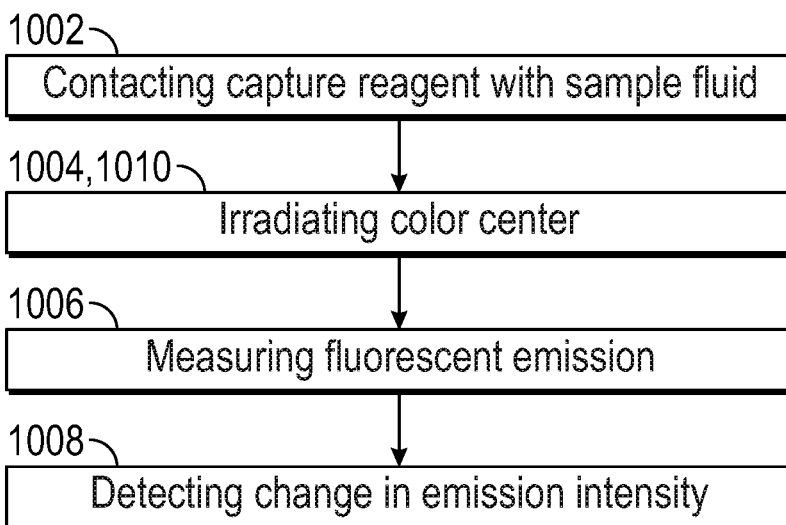 1002
Contacting capture reagent with sample fluid
1004,1010
Irradiating color center
1006
Measuring fluorescent emission
1008
Detecting change in emission intensity